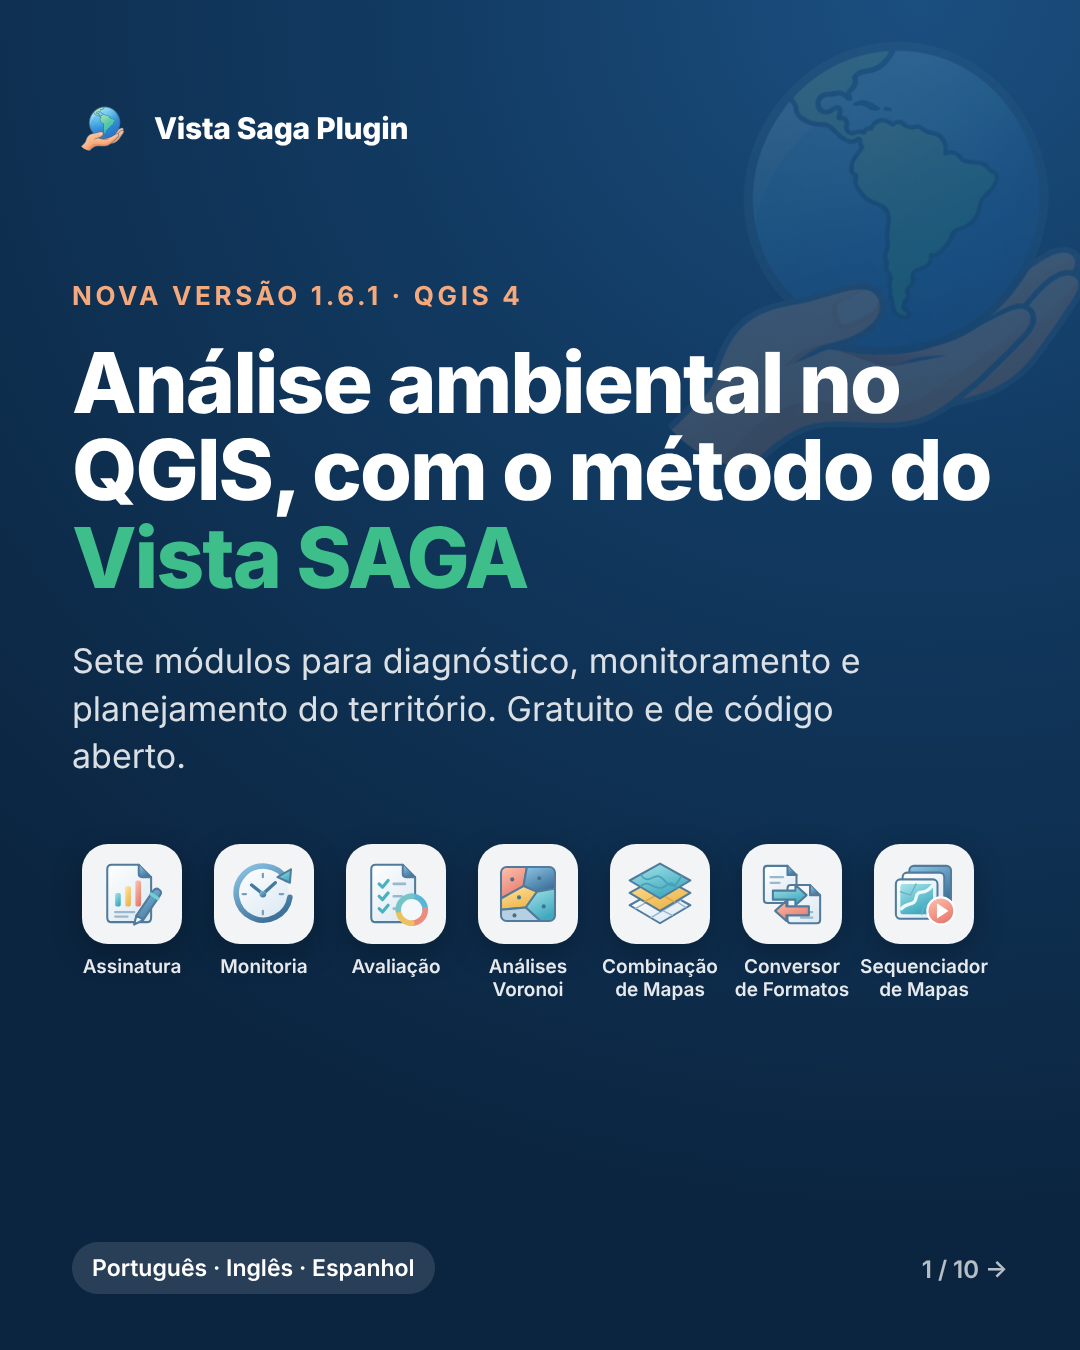 Vista Saga Plugin
NOVA VERSÃO 1.6.1 · QGIS 4
Análise ambiental no
QGIS, com o método do
Vista SAGA
Sete módulos para diagnóstico, monitoramento e
planejamento do território. Gratuito e de código
aberto.
Assinatura
Monitoria
Avaliação
Análises
Voronoi
Combinação
de Mapas
Conversor
de Formatos
Sequenciador
de Mapas
Português · Inglês · Espanhol
1 / 10 →